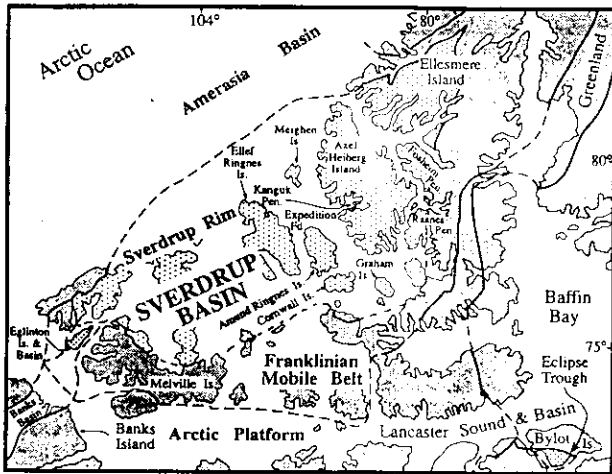 104°
80°
Arctic
Ocean
Amerasia Basin
Ellesmere
Island
Greenland
Meighen
Is.
Axel
Heiberg
Island
Fosheim
Pen.
80°
Ellef
Ringnes
Is.
Kanguk
Pen.
Expedition
Fd.
Raanes
Pen
Sverdrup Rim
SVERDRUP
BASIN
Graham
Is.
Amund Ringnes Is.
Cornwall Is.
Baffin
Bay
Eglinton
Is. &
Basin
75°
Franklinian
Mobile Belt
Eclipse
Trough
Melville Is.
Banks
Basin
Banks
Island
Arctic Platform
Lancaster Sound & Basin
Bylot Is